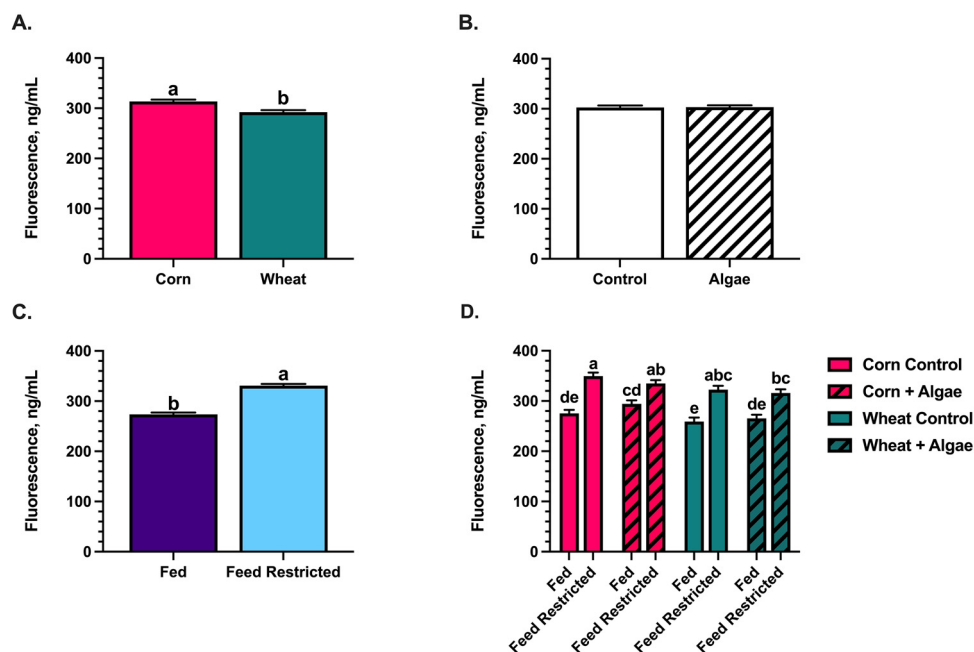 A.
Fluorescence, ng/mL
400
300
200
100
0
a
b
Corn
Wheat
B.
Fluorescence, ng/mL
400
300
200
100
0
Control
Algae
C.
Fluorescence, ng/mL
400
300
200
100
0
b
a
Fed
Feed Restricted
D.
Fluorescence, ng/mL
400
300
200
100
0
de
a
cd
ab
e
abc
de
bc
Fed
Feed Restricted
Fed
Feed Restricted
Fed
Feed Restricted
Fed
Feed Restricted
Corn Control
Corn + Algae
Wheat Control
Wheat + Algae